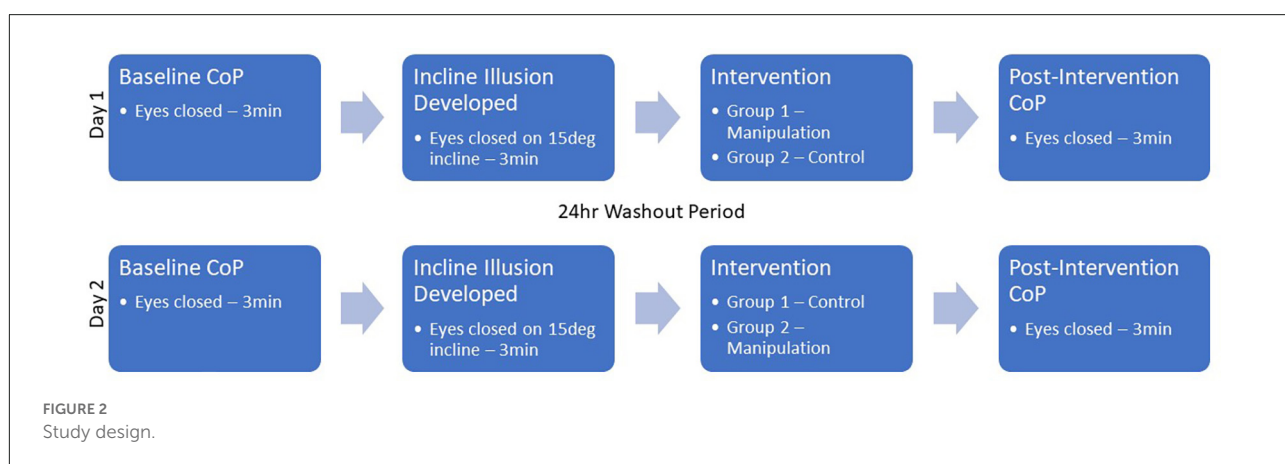 Day 1
Baseline CoP
• Eyes closed – 3min
Incline Illusion
Developed
• Eyes closed on 15deg
incline – 3min
Intervention
• Group 1 –
Manipulation
• Group 2 – Control
Post-Intervention
CoP
• Eyes closed – 3min
24hr Washout Period
Day 2
Baseline CoP
• Eyes closed – 3min
Incline Illusion
Developed
• Eyes closed on 15deg
incline – 3min
Intervention
• Group 1 – Control
• Group 2 –
Manipulation
Post-Intervention
CoP
• Eyes closed – 3min
FIGURE 2
Study design.